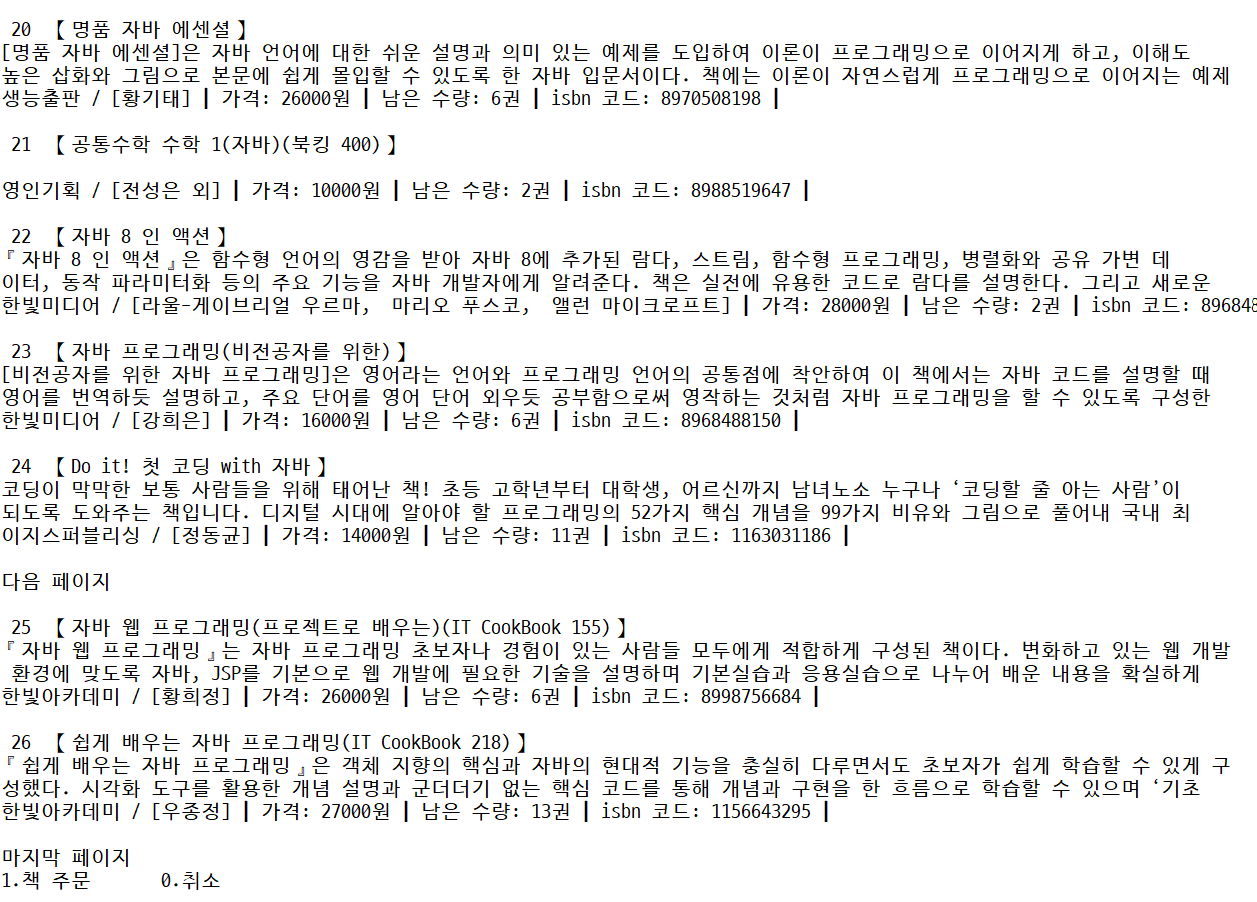 20 【 명품 자바 에센셜 】
[명품 자바 에센셜]은 자바 언어에 대한 쉬운 설명과 의미 있는 예제를 도입하여 이론이 프로그래밍으로 이어지게 하고, 이해도
높은 삽화와 그림으로 본문에 쉽게 몰입할 수 있도록 한 자바 입문서이다. 책에는 이론이 자연스럽게 프로그래밍으로 이어지는 예제
생능출판 / [황기태] ┃ 가격: 26000원 ┃ 남은 수량: 6권 ┃ isbn 코드: 8970508198 ┃
21 【 공통수학 수학 1(자바)(북킹 400) 】
영인기획 / [전성은 외] ┃ 가격: 10000원 ┃ 남은 수량: 2권 ┃ isbn 코드: 8988519647 ┃
22 【 자바 8 인 액션 】
『자바 8 인 액션』은 함수형 언어의 영감을 받아 자바 8에 추가된 람다, 스트림, 함수형 프로그래밍, 병렬화와 공유 가변 데
이터, 동작 파라미터화 등의 주요 기능을 자바 개발자에게 알려준다. 책은 실전에 유용한 코드로 람다를 설명한다. 그리고 새로운
한빛미디어 / [라울-게이브리얼 우르마,  마리오 푸스코,  앨런 마이크로프트] ┃ 가격: 28000원 ┃ 남은 수량: 2권 ┃ isbn 코드: 896848
23 【 자바 프로그래밍(비전공자를 위한) 】
[비전공자를 위한 자바 프로그래밍]은 영어라는 언어와 프로그래밍 언어의 공통점에 착안하여 이 책에서는 자바 코드를 설명할 때
영어를 번역하듯 설명하고, 주요 단어를 영어 단어 외우듯 공부함으로써 영작하는 것처럼 자바 프로그래밍을 할 수 있도록 구성한
한빛미디어 / [강희은] ┃ 가격: 16000원 ┃ 남은 수량: 6권 ┃ isbn 코드: 8968488150 ┃
24 【 Do it! 첫 코딩 with 자바 】
코딩이 막막한 보통 사람들을 위해 태어난 책! 초등 고학년부터 대학생, 어르신까지 남녀노소 누구나 ‘코딩할 줄 아는 사람’이
되도록 도와주는 책입니다. 디지털 시대에 알아야 할 프로그래밍의 52가지 핵심 개념을 99가지 비유와 그림으로 풀어내 국내 최
이지스퍼블리싱 / [정동균] ┃ 가격: 14000원 ┃ 남은 수량: 11권 ┃ isbn 코드: 1163031186 ┃
다음 페이지
25 【 자바 웹 프로그래밍(프로젝트로 배우는)(IT CookBook 155) 】
『자바 웹 프로그래밍』는 자바 프로그래밍 초보자나 경험이 있는 사람들 모두에게 적합하게 구성된 책이다. 변화하고 있는 웹 개발
환경에 맞도록 자바, JSP를 기본으로 웹 개발에 필요한 기술을 설명하며 기본실습과 응용실습으로 나누어 배운 내용을 확실하게
한빛아카데미 / [황희정] ┃ 가격: 26000원 ┃ 남은 수량: 6권 ┃ isbn 코드: 8998756684 ┃
26 【 쉽게 배우는 자바 프로그래밍(IT CookBook 218) 】
『쉽게 배우는 자바 프로그래밍』은 객체 지향의 핵심과 자바의 현대적 기능을 충실히 다루면서도 초보자가 쉽게 학습할 수 있게 구
성했다. 시각화 도구를 활용한 개념 설명과 군더더기 없는 핵심 코드를 통해 개념과 구현을 한 흐름으로 학습할 수 있으며 ‘기초
한빛아카데미 / [우종정] ┃ 가격: 27000원 ┃ 남은 수량: 13권 ┃ isbn 코드: 1156643295 ┃
마지막 페이지
1.책 주문 0.취소